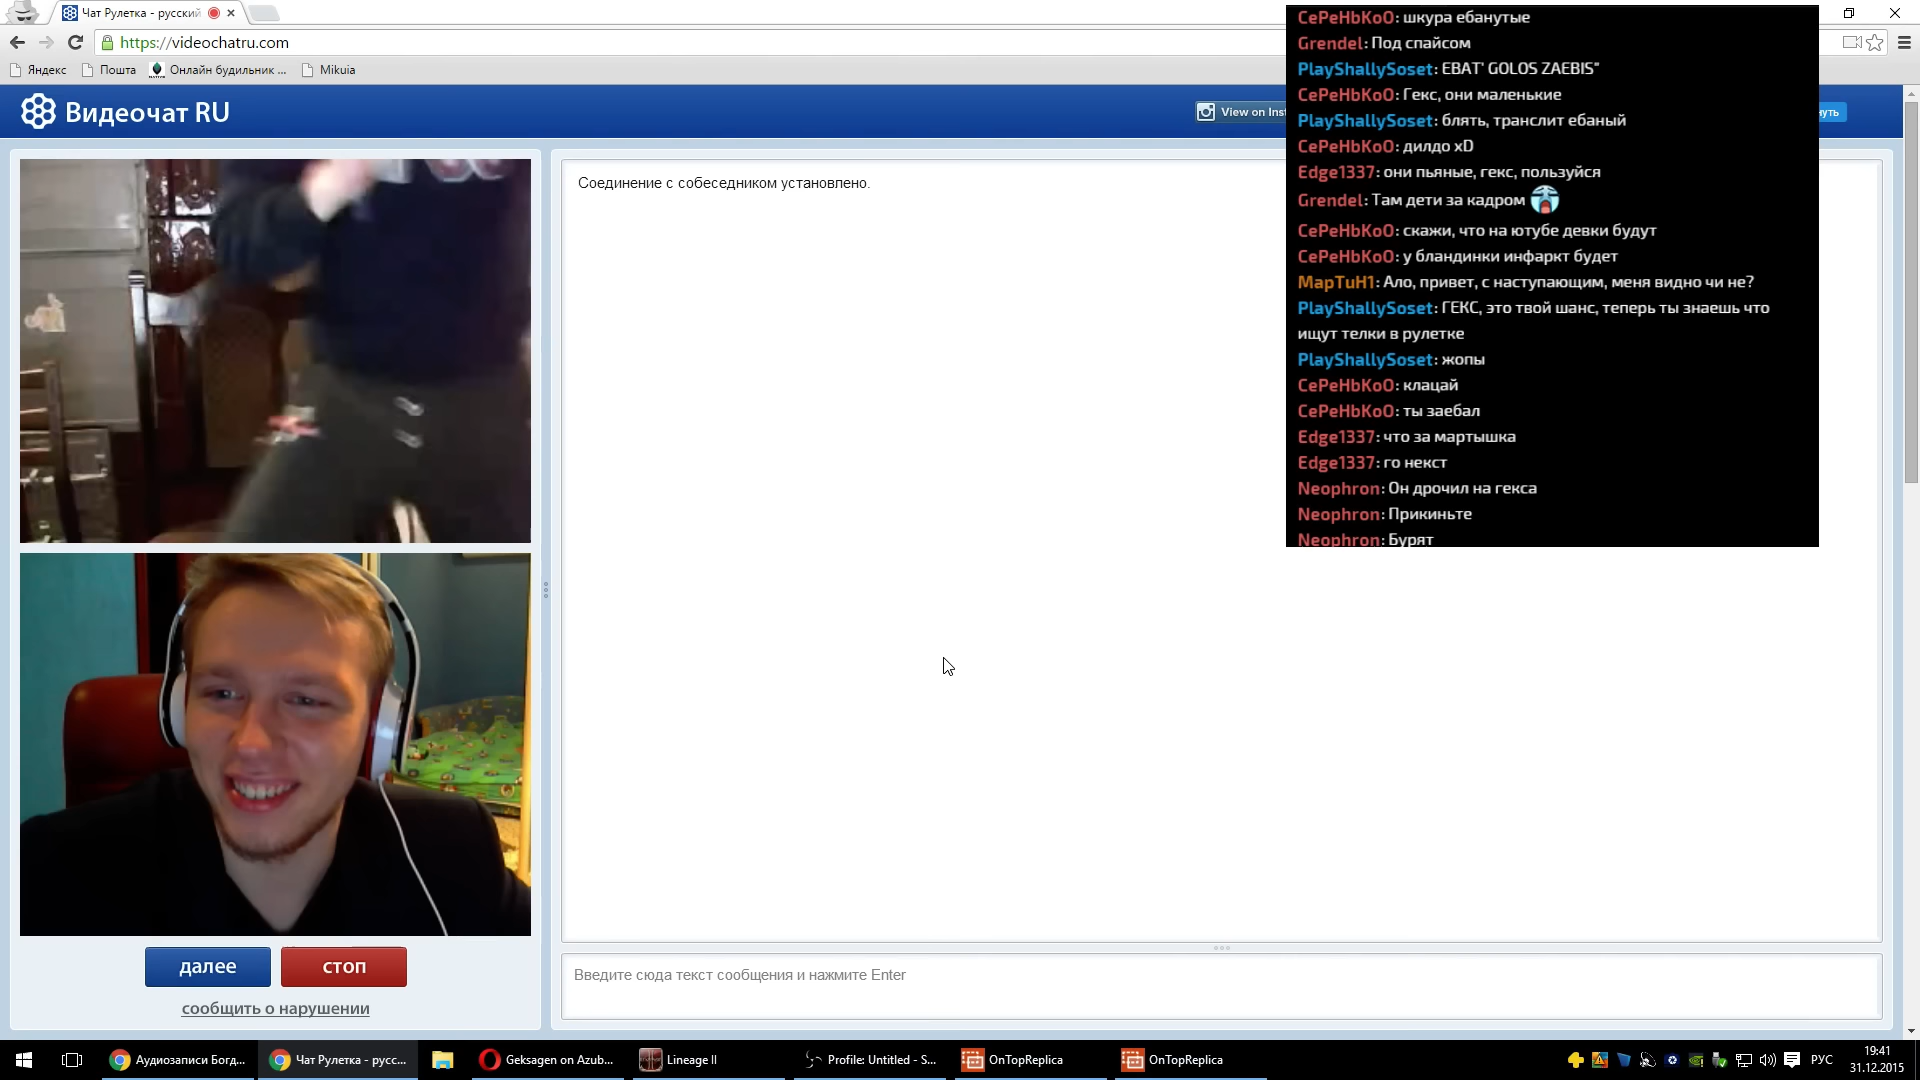 Чат Рулетка - русский
https://videochatru.com
Яндекс
Пошта
Онлайн будильник ...
Mikuia
Видеочат RU
View on Inst
нуть
CePeHbKoO: шкура ебанутые
Grendel: Под спайсом
PlayShallySoset: EBAT' GOLOS ZAEBIS"
CePeHbKoO: Гекс, они маленькие
PlayShallySoset: блять, транслит ебаный
CePeHbKoO: дилдо xD
Edge1337: они пьяные, гекс, пользуйся
Grendel: Там дети за кадром
CePeHbKoO: скажи, что на ютубе девки будут
CePeHbKoO: у бландинки инфаркт будет
MapTuH1: Ало, привет, с наступающим, меня видно чи не?
PlayShallySoset: ГЕКС, это твой шанс, теперь ты знаешь что
ищут телки в рулетке
PlayShallySoset: жопы
CePeHbKoO: клацай
CePeHbKoO: ты заебал
Edge1337: что за мартышка
Edge1337: го некст
Neophron: Он дрочил на гекса
Neophron: Прикиньте
Neophron: Бурят
Соединение с собеседником установлено.
далее
стоп
сообщить о нарушении
Введите сюда текст сообщения и нажмите Enter
Аудиозаписи Богд...
Чат Рулетка - русс...
Geksagen on Azub...
Lineage II
Profile: Untitled - S...
OnTopReplica
OnTopReplica
РУС
19:41
31.12.2015